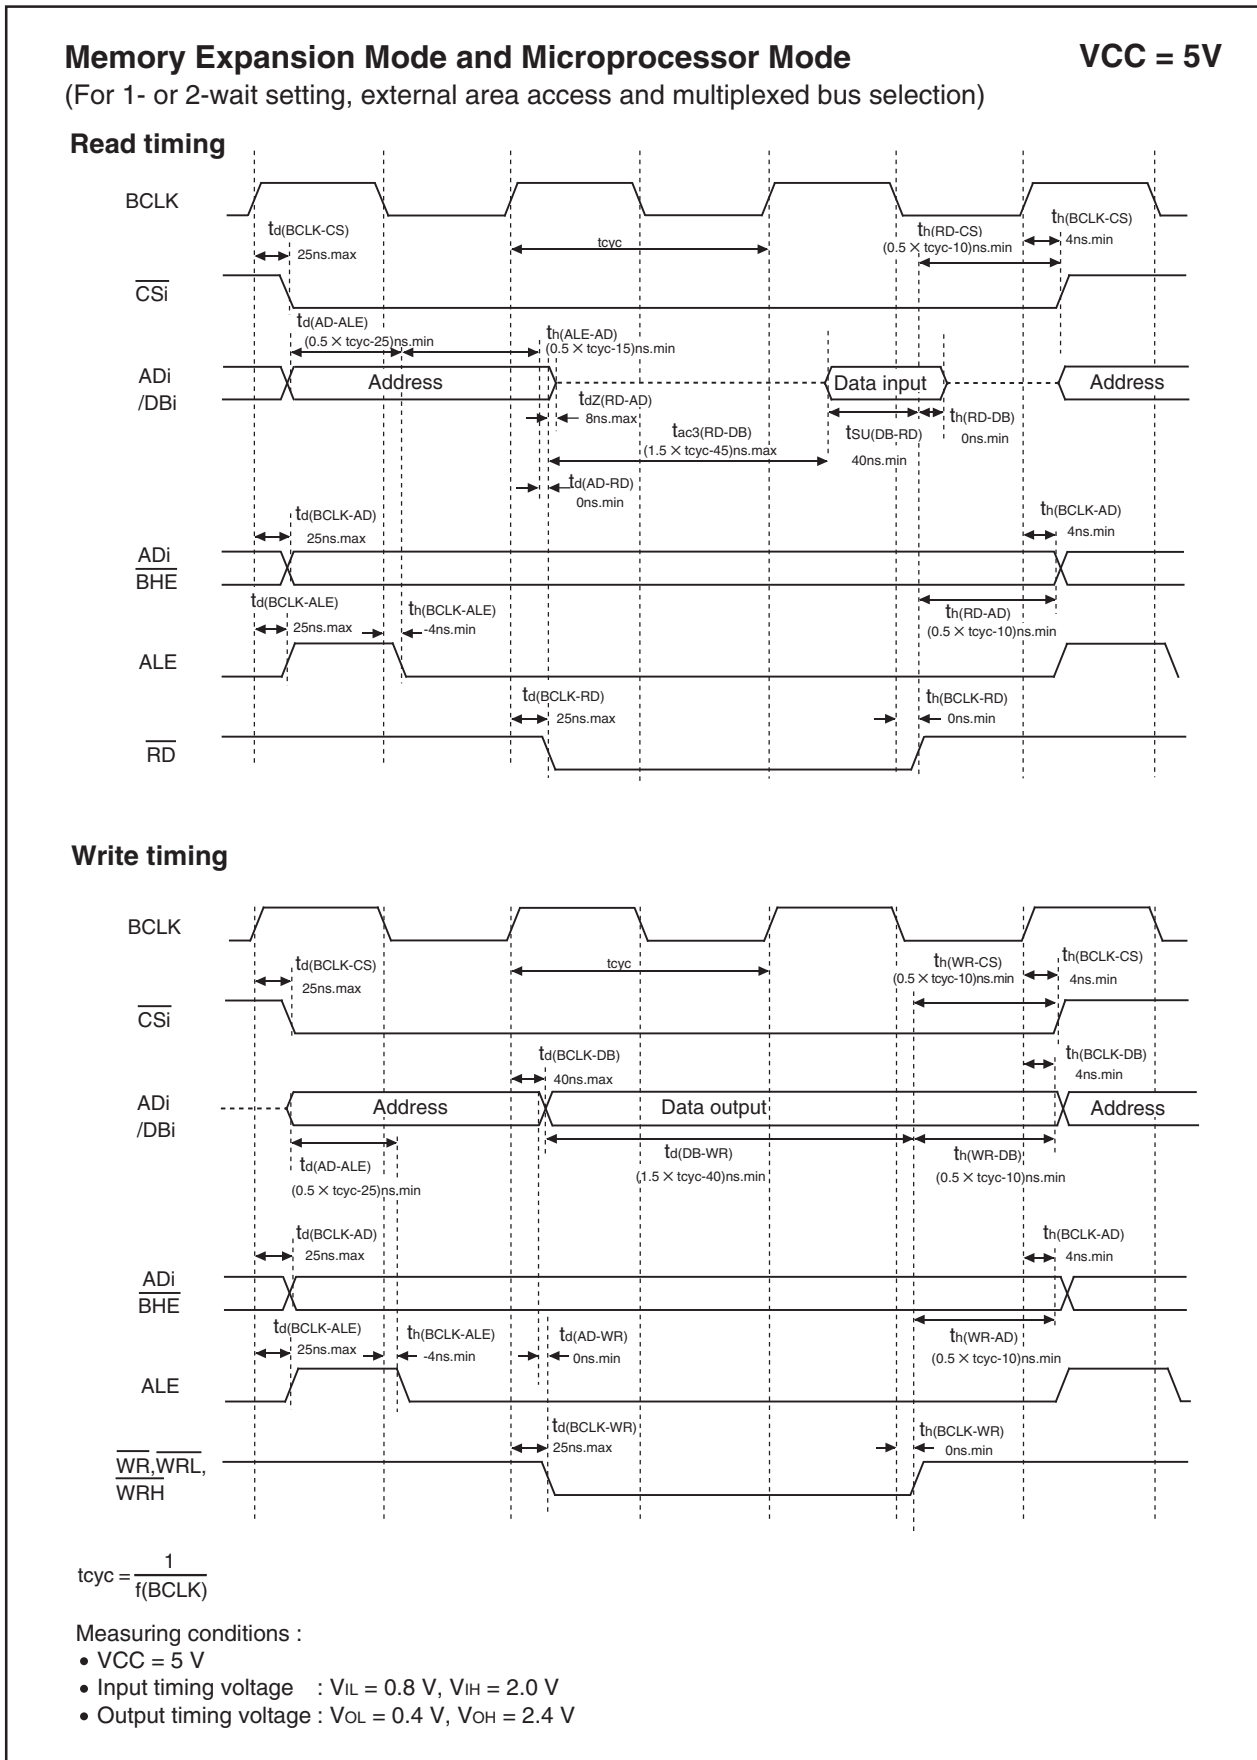 Memory Expansion Mode and Microprocessor Mode VCC = 5V
(For 1- or 2-wait setting, external area access and multiplexed bus selection)
Read timing
BCLK
td(BCLK-CS)
25ns.max
tcyc
th(RD-CS)
(0.5 × tcyc-10)ns.min
th(BCLK-CS)
4ns.min
CSi
td(AD-ALE)
(0.5 × tcyc-25)ns.min
th(ALE-AD)
(0.5 × tcyc-15)ns.min
ADi
/DBi
Address
Data input
Address
tdZ(RD-AD)
8ns.max
tac3(RD-DB)
(1.5 × tcyc-45)ns.max
tSU(DB-RD)
40ns.min
th(RD-DB)
0ns.min
td(AD-RD)
0ns.min
td(BCLK-AD)
25ns.max
th(BCLK-AD)
4ns.min
ADi
BHE
td(BCLK-ALE)
25ns.max
th(BCLK-ALE)
-4ns.min
th(RD-AD)
(0.5 × tcyc-10)ns.min
ALE
td(BCLK-RD)
25ns.max
th(BCLK-RD)
0ns.min
RD
Write timing
BCLK
td(BCLK-CS)
25ns.max
tcyc
th(WR-CS)
(0.5 × tcyc-10)ns.min
th(BCLK-CS)
4ns.min
CSi
td(BCLK-DB)
40ns.max
th(BCLK-DB)
4ns.min
ADi
/DBi
Address
Data output
Address
td(AD-ALE)
(0.5 × tcyc-25)ns.min
td(DB-WR)
(1.5 × tcyc-40)ns.min
th(WR-DB)
(0.5 × tcyc-10)ns.min
td(BCLK-AD)
25ns.max
th(BCLK-AD)
4ns.min
ADi
BHE
td(BCLK-ALE)
25ns.max
th(BCLK-ALE)
-4ns.min
td(AD-WR)
0ns.min
th(WR-AD)
(0.5 × tcyc-10)ns.min
ALE
td(BCLK-WR)
25ns.max
th(BCLK-WR)
0ns.min
WR,WRL,
WRH
tcyc = 1
f(BCLK)
Measuring conditions :
• VCC = 5 V
• Input timing voltage : VIL = 0.8 V, VIH = 2.0 V
• Output timing voltage : VOL = 0.4 V, VOH = 2.4 V